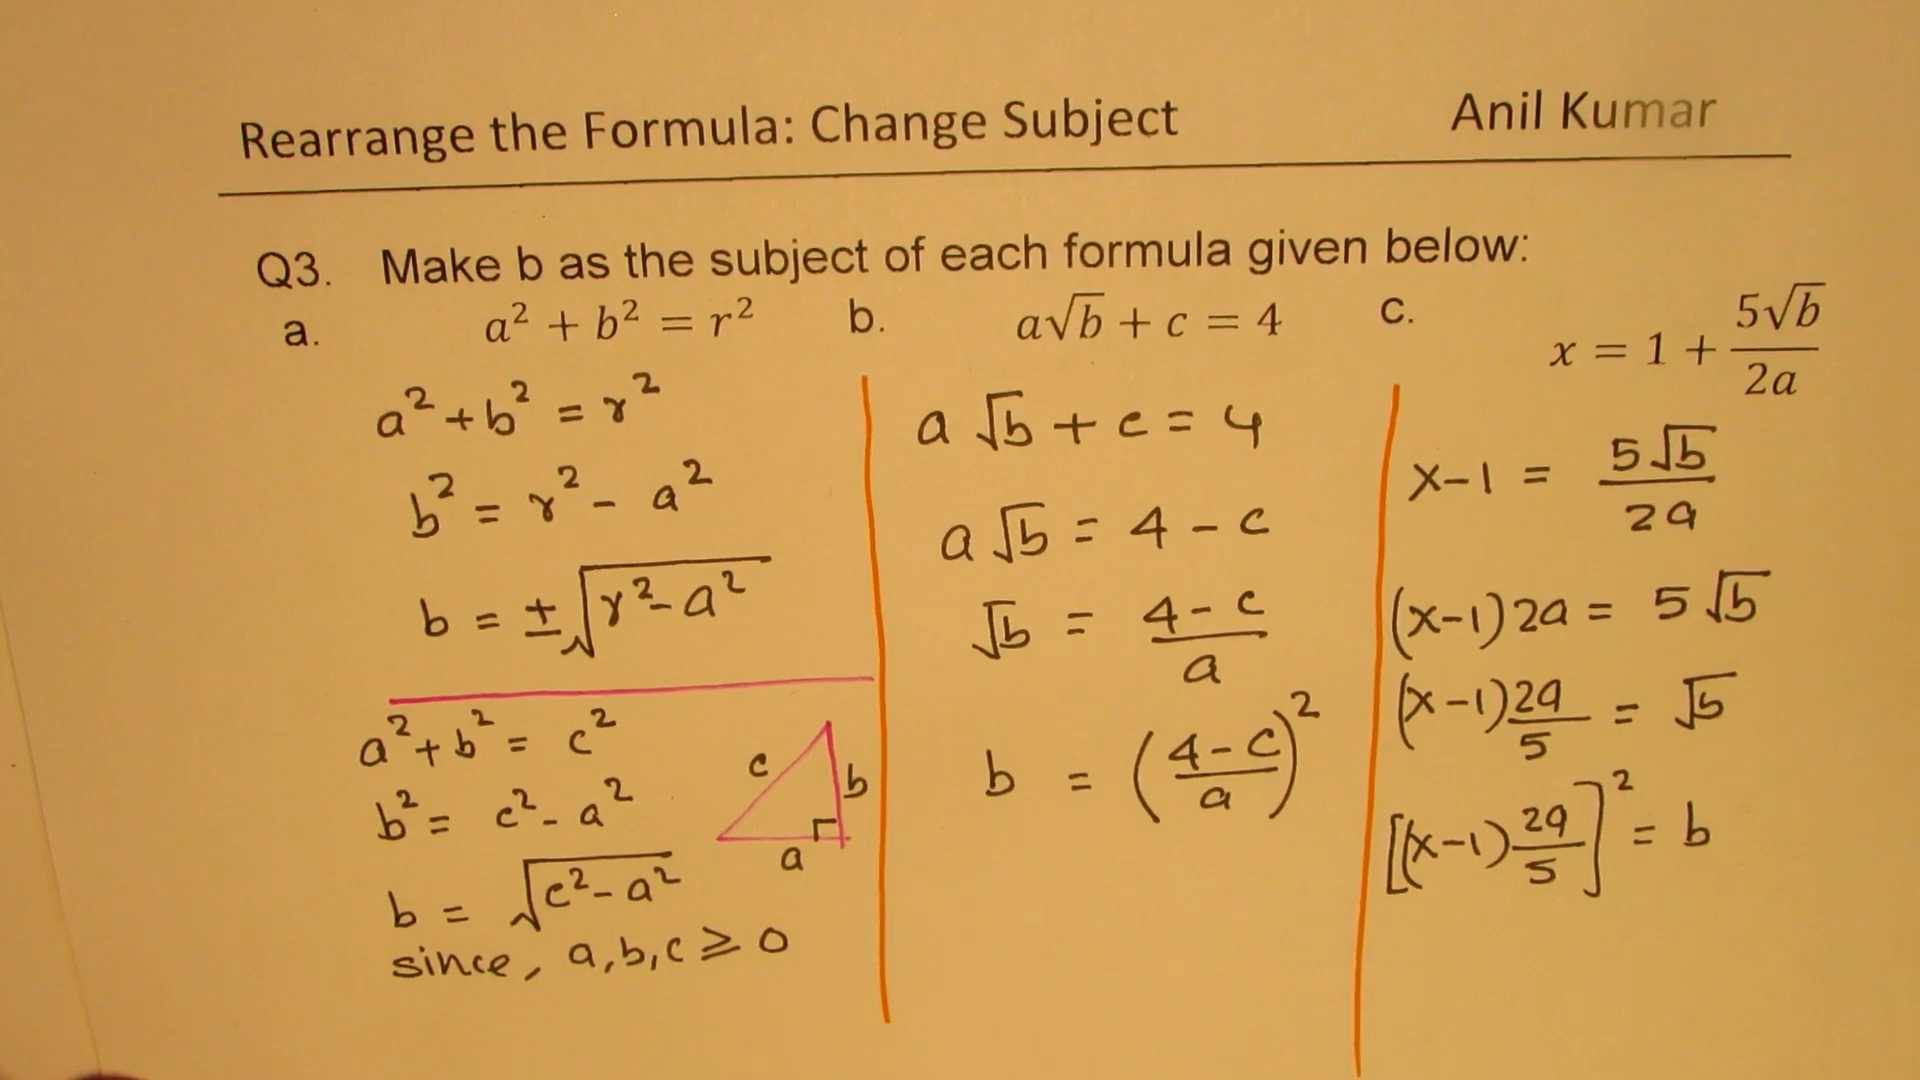 Rearrange the Formula: Change Subject Anil Kumar
Q3. Make b as the subject of each formula given below:
a. a² + b² = r² b. a√b + c = 4 c. x = 1 + 5√b/2a
a² + b² = r²
b² = r² - a²
b = ±√(r² - a²)
a² + b² = c²
b² = c² - a²
b = √(c² - a²)
since, a, b, c ≥ 0
c
b
a
a√b + c = 4
a√b = 4 - c
√b = (4 - c)/a
b = ((4 - c)/a)²
x - 1 = 5√b/2a
(x - 1)2a = 5√b
(x - 1)2a/5 = √b
[(x - 1)2a/5]² = b